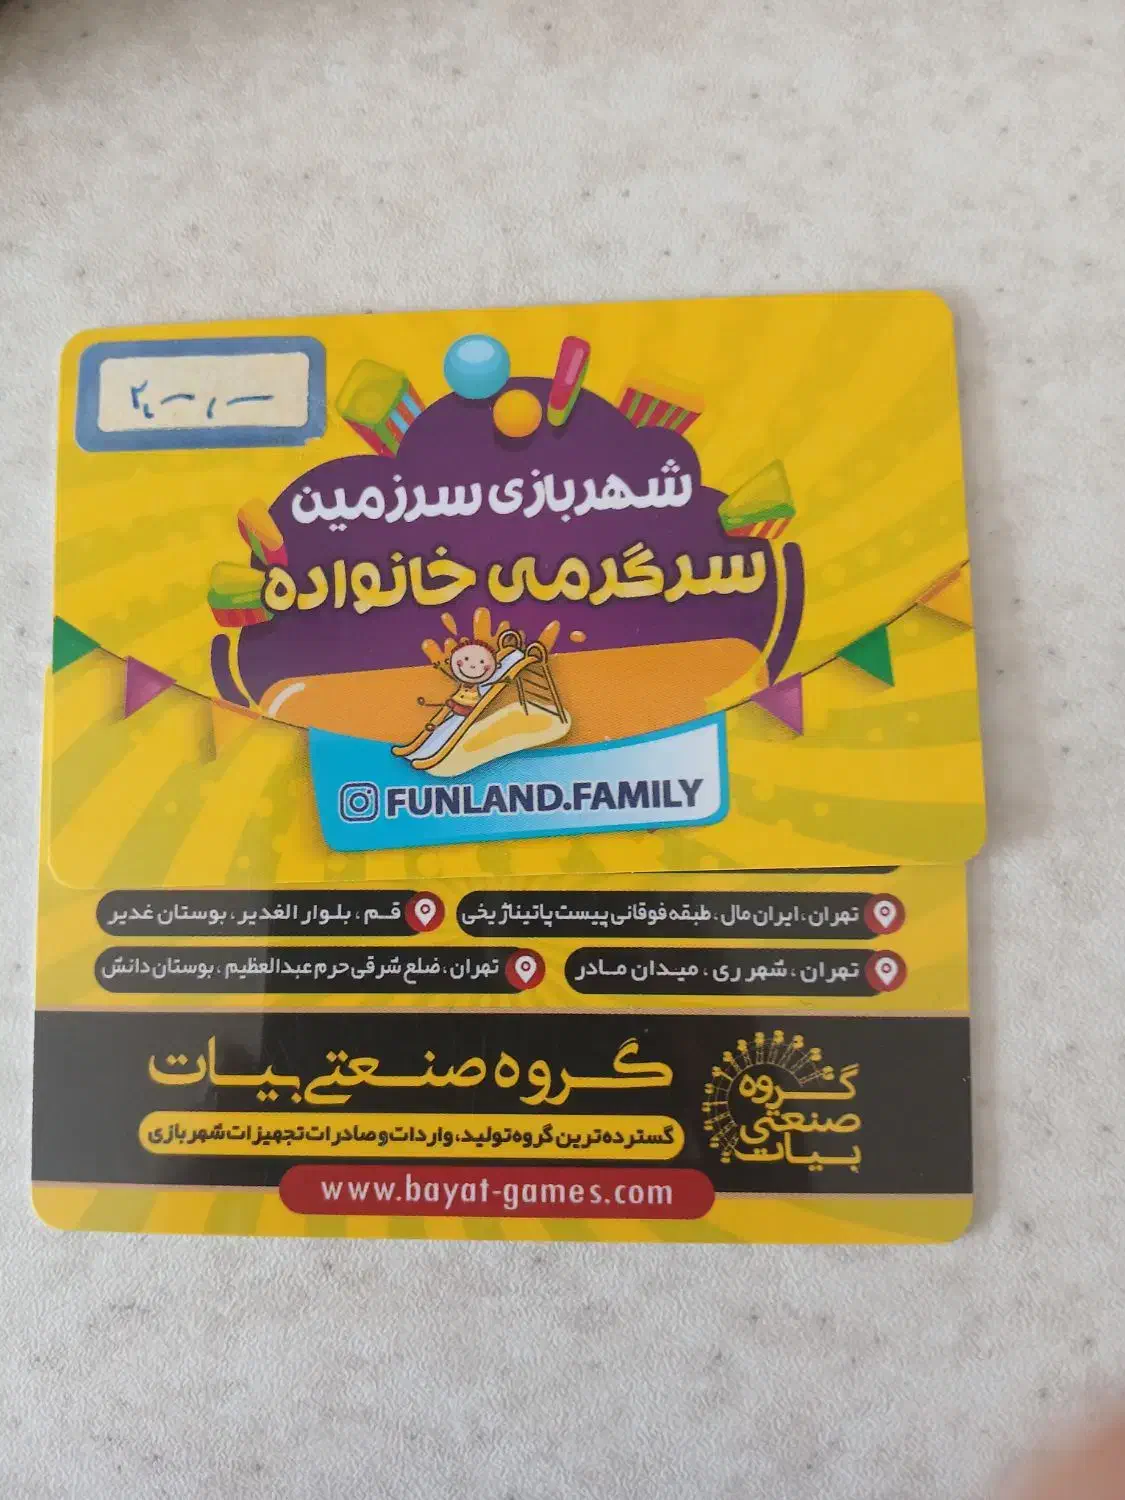 شهربازی سرزمین
سرگرمی خانواده
FUNLAND.FAMILY
تهران، ایران مال، طبقه فوقانی پیست پاتیناژ یخی
قم، بلوار الغدیر، بوستان غدیر
تهران، شهر ری، میدان مادر
تهران، ضلع شرقی حرم عبدالعظیم، بوستان دانش
گروه صنعتی بیات
گسترده‌ترین گروه تولید، واردات و صادرات تجهیزات شهربازی
گروه
صنعتی
بیات
www.bayat-games.com